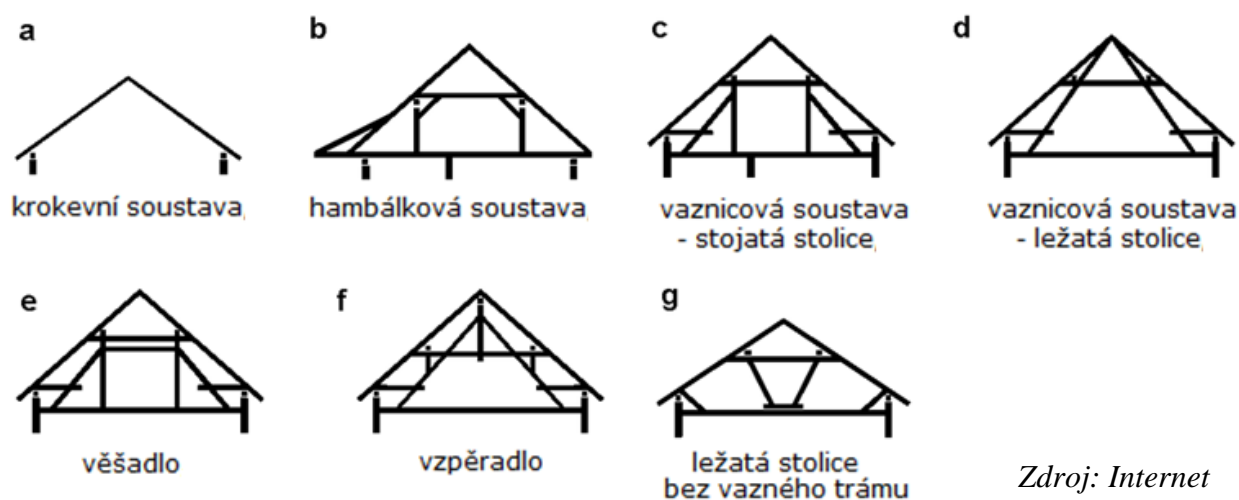 a
b
c
d
krokevní soustava,
hambálková soustava,
vaznicová soustava
- stojatá stolice,
vaznicová soustava
- ležatá stolice,
e
f
g
věšadlo
vzpěradlo
ležatá stolice
bez vazného trámu
Zdroj: Internet